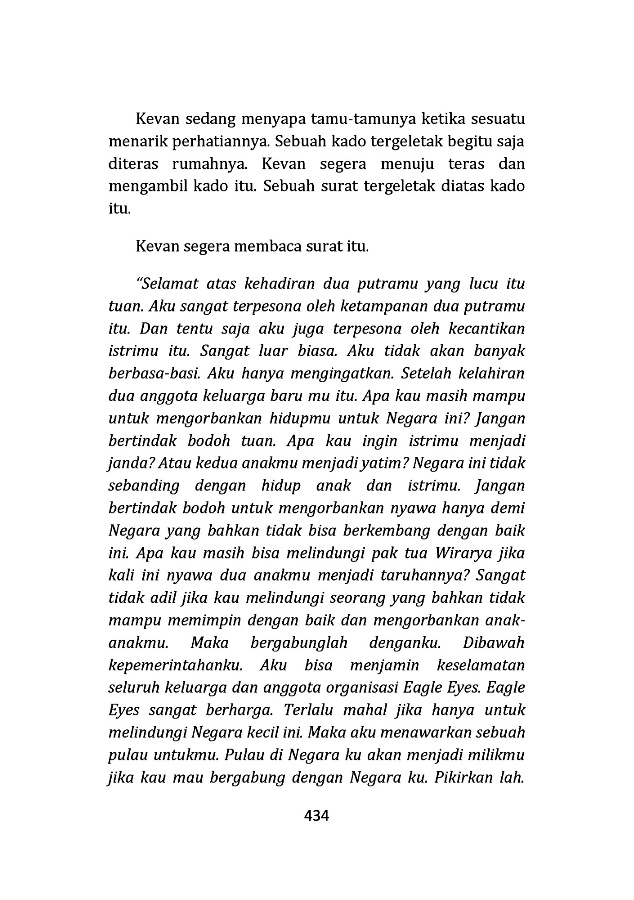 Kevan sedang menyapa tamu-tamunya ketika sesuatu
menarik perhatiannya. Sebuah kado tergeletak begitu saja
diteras rumahnya. Kevan segera menuju teras dan
mengambil kado itu. Sebuah surat tergeletak diatas kado
itu.
Kevan segera membaca surat itu.
“Selamat atas kehadiran dua putramu yang lucu itu
tuan. Aku sangat terpesona oleh ketampanan dua putramu
itu. Dan tentu saja aku juga terpesona oleh kecantikan
istrimu itu. Sangat luar biasa. Aku tidak akan banyak
berbasa-basi. Aku hanya mengingatkan. Setelah kelahiran
dua anggota keluarga baru mu itu. Apa kau masih mampu
untuk mengorbankan hidupmu untuk Negara ini? Jangan
bertindak bodoh tuan. Apa kau ingin istrimu menjadi
janda? Atau kedua anakmu menjadi yatim? Negara ini tidak
sebanding dengan hidup anak dan istrimu. Jangan
bertindak bodoh untuk mengorbankan nyawa hanya demi
Negara yang bahkan tidak bisa berkembang dengan baik
ini. Apa kau masih bisa melindungi pak tua Wirarya jika
kali ini nyawa dua anakmu menjadi taruhannya? Sangat
tidak adil jika kau melindungi seorang yang bahkan tidak
mampu memimpin dengan baik dan mengorbankan anak-
anakmu. Maka bergabunglah denganku. Dibawah
kepemerintahanku. Aku bisa menjamin keselamatan
seluruh keluarga dan anggota organisasi Eagle Eyes. Eagle
Eyes sangat berharga. Terlalu mahal jika hanya untuk
melindungi Negara kecil ini. Maka aku menawarkan sebuah
pulau untukmu. Pulau di Negara ku akan menjadi milikmu
jika kau mau bergabung dengan Negara ku. Pikirkan lah.
434